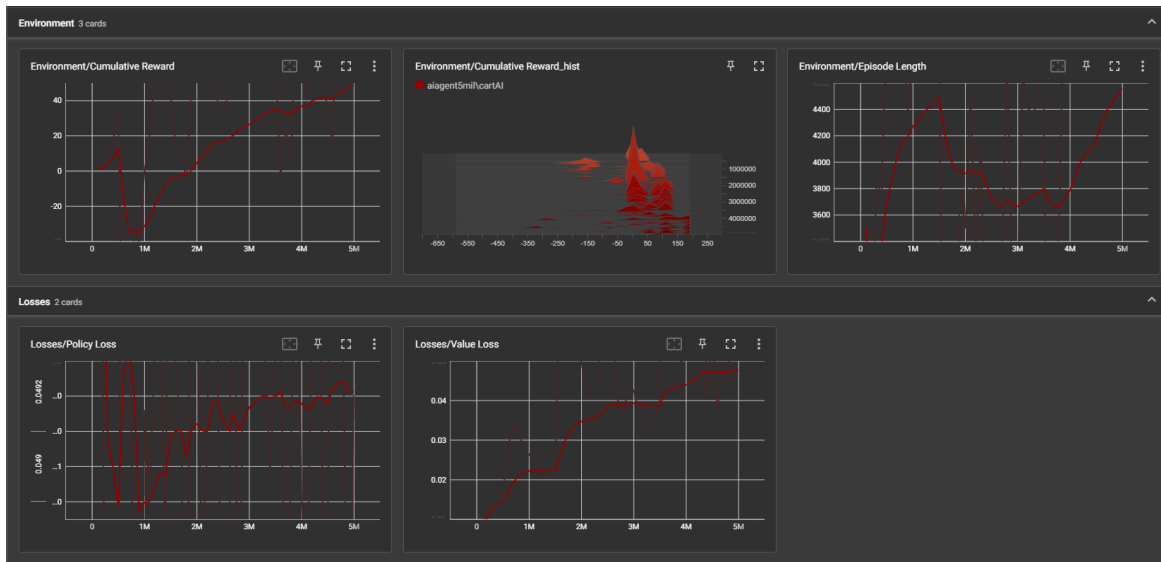 Environment 3 cards
Environment/Cumulative Reward
40
20
0
-20
0 1M 2M 3M 4M 5M
Environment/Cumulative Reward_hist
aiagent5mil\cartAI
1000000
2000000
3000000
4000000
-650 -550 -450 -350 -250 -150 -50 50 150 250
Environment/Episode Length
4400
4200
4000
3800
3600
0 1M 2M 3M 4M 5M
Losses 2 cards
Losses/Policy Loss
0.0492
...0
...0
0.049
...1
...0
0 1M 2M 3M 4M 5M
Losses/Value Loss
0.04
0.03
0.02
0 1M 2M 3M 4M 5M